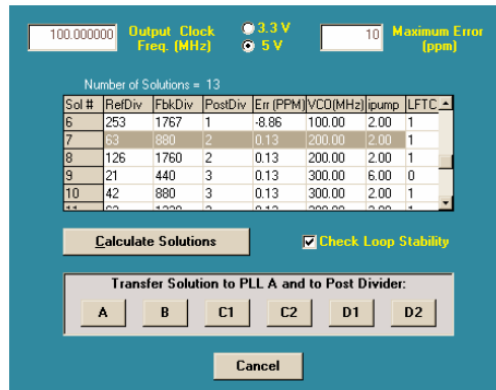 100.000000 Output Clock Freq. (MHz) 3.3 V 5 V 10 Maximum Error (ppm)
Number of Solutions = 13
Sol # RefDiv FbkDiv PostDiv Err (PPM) VCO(MHz) ipump LFTC
6 253 1767 1 -8.86 100.00 2.00 1
7 63 880 2 0.13 200.00 2.00 1
8 126 1760 2 0.13 200.00 2.00 1
9 21 440 3 0.13 300.00 6.00 0
10 42 880 3 0.13 300.00 2.00 1
Calculate Solutions Check Loop Stability
Transfer Solution to PLL A and to Post Divider:
A B C1 C2 D1 D2
Cancel